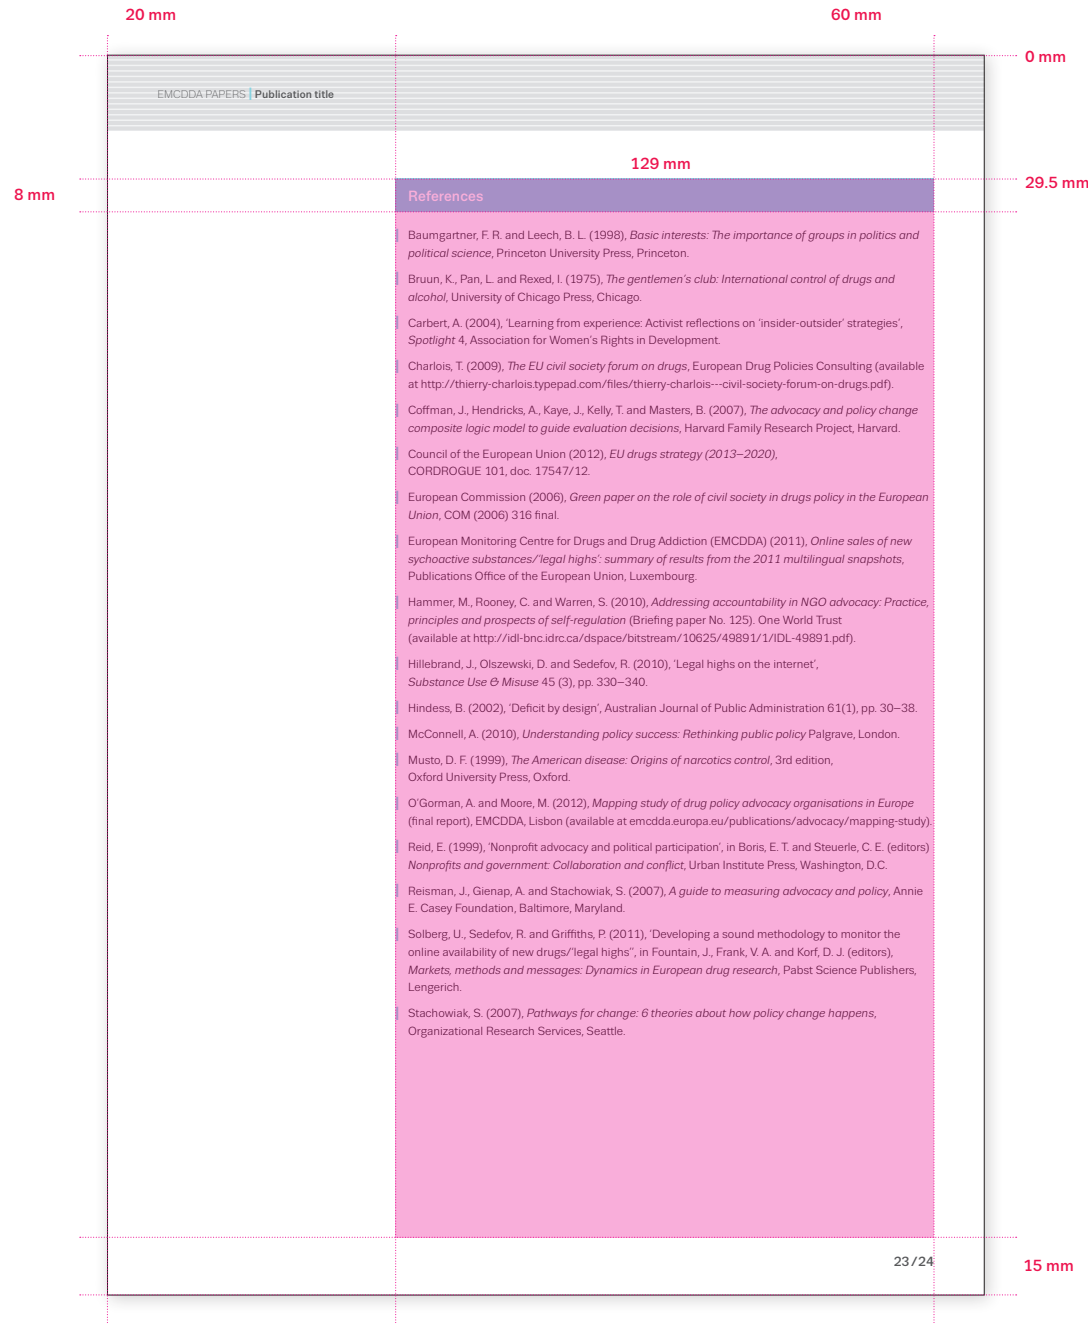 20 mm
60 mm
0 mm
EMCDDA PAPERS | Publication title
129 mm
8 mm
29.5 mm
References
Baumgartner, F. R. and Leech, B. L. (1998), Basic interests: The importance of groups in politics and
political science, Princeton University Press, Princeton.
Bruun, K., Pan, L. and Rexed, I. (1975), The gentlemen's club: International control of drugs and
alcohol, University of Chicago Press, Chicago.
Carbert, A. (2004), 'Learning from experience: Activist reflections on 'insider-outsider' strategies',
Spotlight 4, Association for Women's Rights in Development.
Charlois, T. (2009), The EU civil society forum on drugs, European Drug Policies Consulting (available
at http://thierry-charlois.typepad.com/files/thierry-charlois---civil-society-forum-on-drugs.pdf).
Coffman, J., Hendricks, A., Kaye, J., Kelly, T. and Masters, B. (2007), The advocacy and policy change
composite logic model to guide evaluation decisions, Harvard Family Research Project, Harvard.
Council of the European Union (2012), EU drugs strategy (2013–2020),
CORDROGUE 101, doc. 17547/12.
European Commission (2006), Green paper on the role of civil society in drugs policy in the European
Union, COM (2006) 316 final.
European Monitoring Centre for Drugs and Drug Addiction (EMCDDA) (2011), Online sales of new
sychoactive substances/'legal highs': summary of results from the 2011 multilingual snapshots,
Publications Office of the European Union, Luxembourg.
Hammer, M., Rooney, C. and Warren, S. (2010), Addressing accountability in NGO advocacy: Practice,
principles and prospects of self-regulation (Briefing paper No. 125). One World Trust
(available at http://idl-bnc.idrc.ca/dspace/bitstream/10625/49891/1/IDL-49891.pdf).
Hillebrand, J., Olszewski, D. and Sedefov, R. (2010), 'Legal highs on the internet',
Substance Use & Misuse 45 (3), pp. 330–340.
Hindess, B. (2002), 'Deficit by design', Australian Journal of Public Administration 61(1), pp. 30–38.
McConnell, A. (2010), Understanding policy success: Rethinking public policy Palgrave, London.
Musto, D. F. (1999), The American disease: Origins of narcotics control, 3rd edition,
Oxford University Press, Oxford.
O'Gorman, A. and Moore, M. (2012), Mapping study of drug policy advocacy organisations in Europe
(final report), EMCDDA, Lisbon (available at emcdda.europa.eu/publications/advocacy/mapping-study).
Reid, E. (1999), 'Nonprofit advocacy and political participation', in Boris, E. T. and Steuerle, C. E. (editors)
Nonprofits and government: Collaboration and conflict, Urban Institute Press, Washington, D.C.
Reisman, J., Gienap, A. and Stachowiak, S. (2007), A guide to measuring advocacy and policy, Annie
E. Casey Foundation, Baltimore, Maryland.
Solberg, U., Sedefov, R. and Griffiths, P. (2011), 'Developing a sound methodology to monitor the
online availability of new drugs/'legal highs'', in Fountain, J., Frank, V. A. and Korf, D. J. (editors),
Markets, methods and messages: Dynamics in European drug research, Pabst Science Publishers,
Lengerich.
Stachowiak, S. (2007), Pathways for change: 6 theories about how policy change happens,
Organizational Research Services, Seattle.
23/24
15 mm